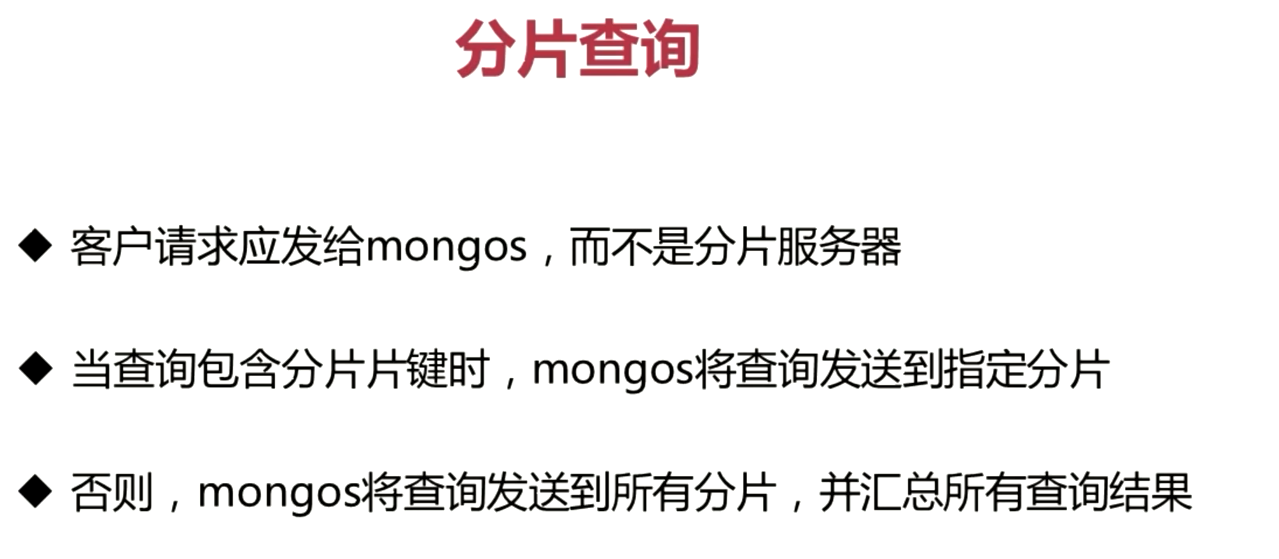 分片查询
◆ 客户请求应发给mongos，而不是分片服务器
◆ 当查询包含分片片键时，mongos将查询发送到指定分片
◆ 否则，mongos将查询发送到所有分片，并汇总所有查询结果